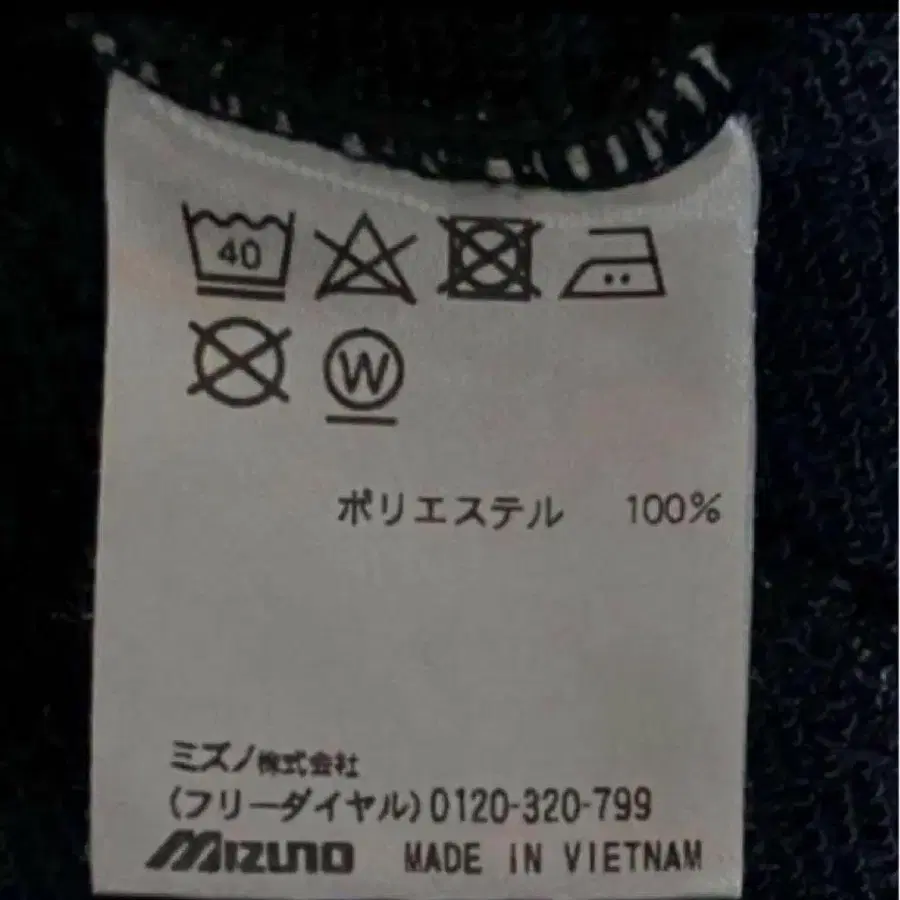 40
W
ポリエステル 100%
ミズノ株式会社
(フリーダイヤル)0120-320-799
MIZUNO MADE IN VIETNAM